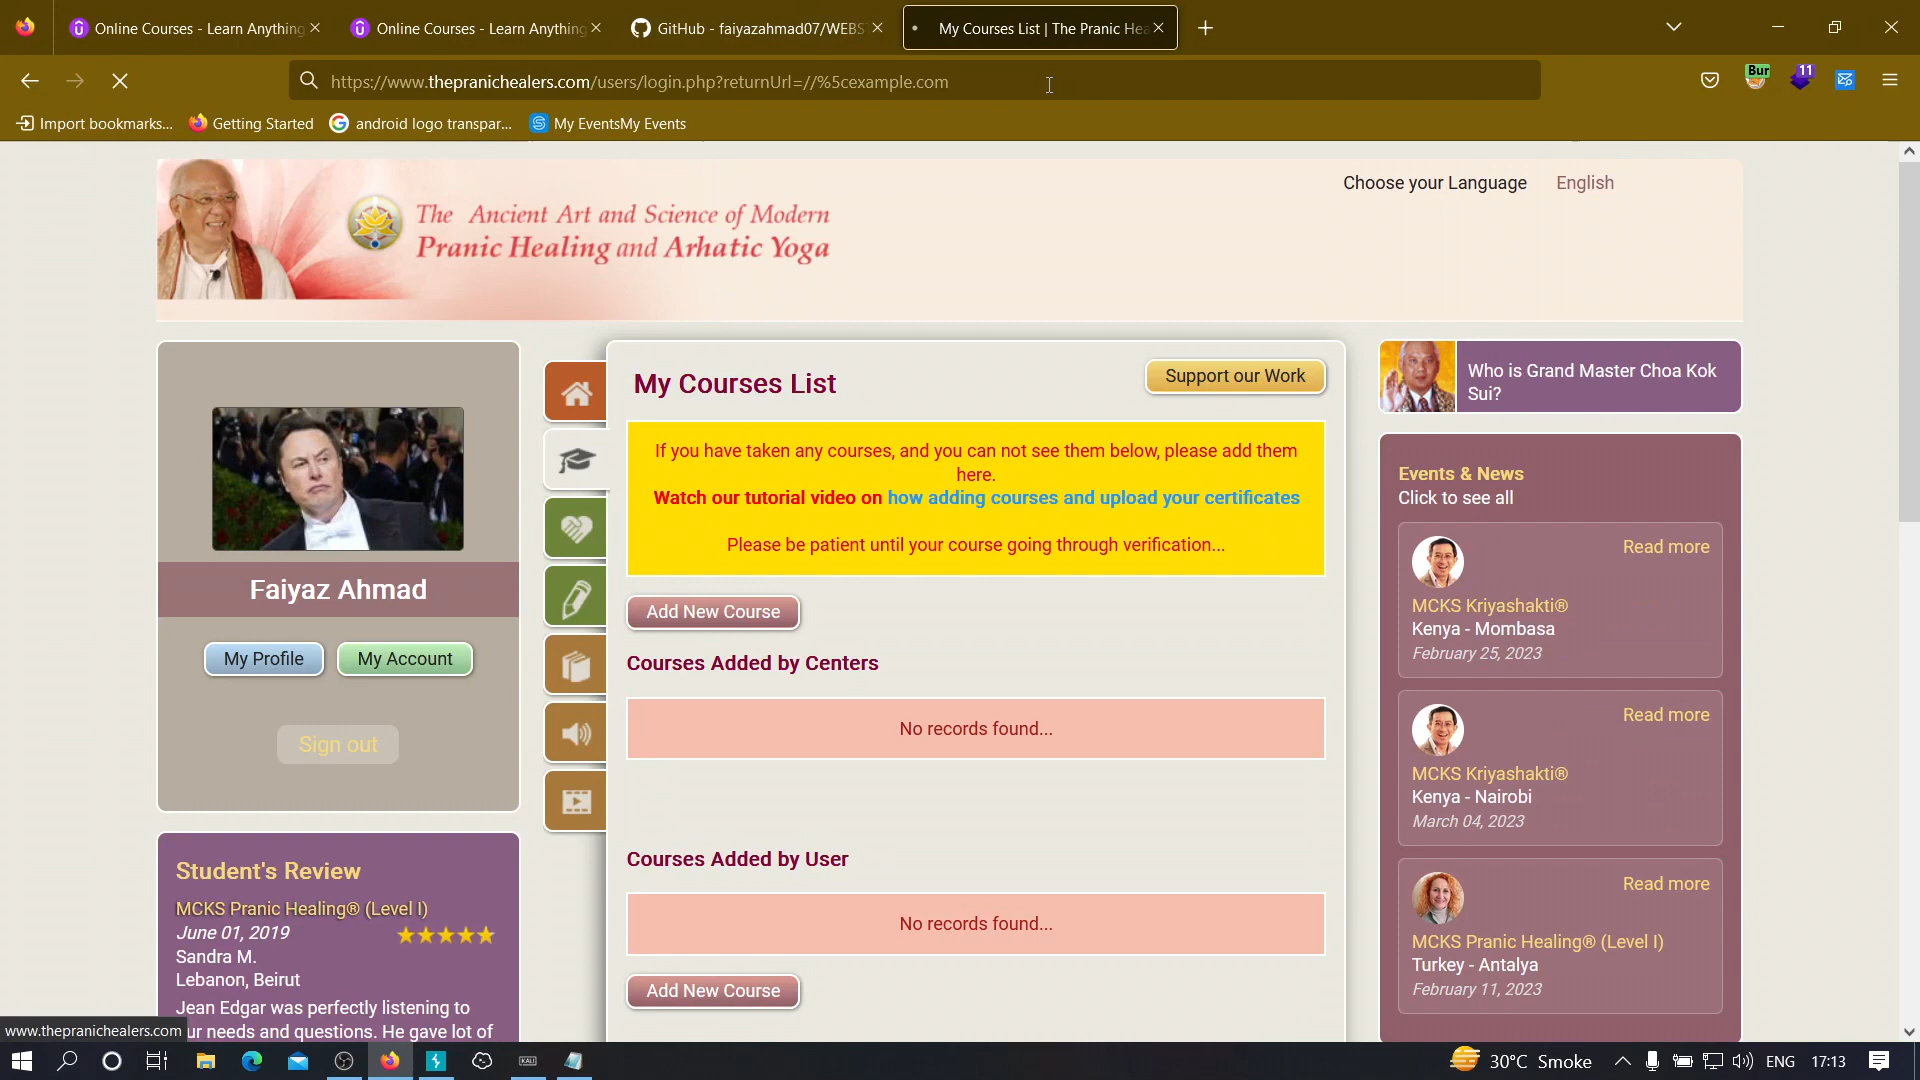 Online Courses - Learn Anything
Online Courses - Learn Anything
GitHub - faiyazahmad07/WEBS
My Courses List | The Pranic Hea
https://www.thepranichealers.com/users/login.php?returnUrl=//%5cexample.com
Bur
11
Import bookmarks...
Getting Started
android logo transpar...
My EventsMy Events
The Ancient Art and Science of Modern
Pranic Healing and Arhatic Yoga
Choose your Language English
Faiyaz Ahmad
My Profile
My Account
Sign out
Student's Review
MCKS Pranic Healing® (Level I)
June 01, 2019
Sandra M.
Lebanon, Beirut
Jean Edgar was perfectly listening to
ur needs and questions. He gave lot of
My Courses List
Support our Work
If you have taken any courses, and you can not see them below, please add them
here.
Watch our tutorial video on how adding courses and upload your certificates
Please be patient until your course going through verification...
Add New Course
Courses Added by Centers
No records found...
Courses Added by User
No records found...
Add New Course
Who is Grand Master Choa Kok
Sui?
Events & News
Click to see all
Read more
MCKS Kriyashakti®
Kenya - Mombasa
February 25, 2023
Read more
MCKS Kriyashakti®
Kenya - Nairobi
March 04, 2023
Read more
MCKS Pranic Healing® (Level I)
Turkey - Antalya
February 11, 2023
www.thepranichealers.com
KALI
30°C Smoke
ENG
17:13